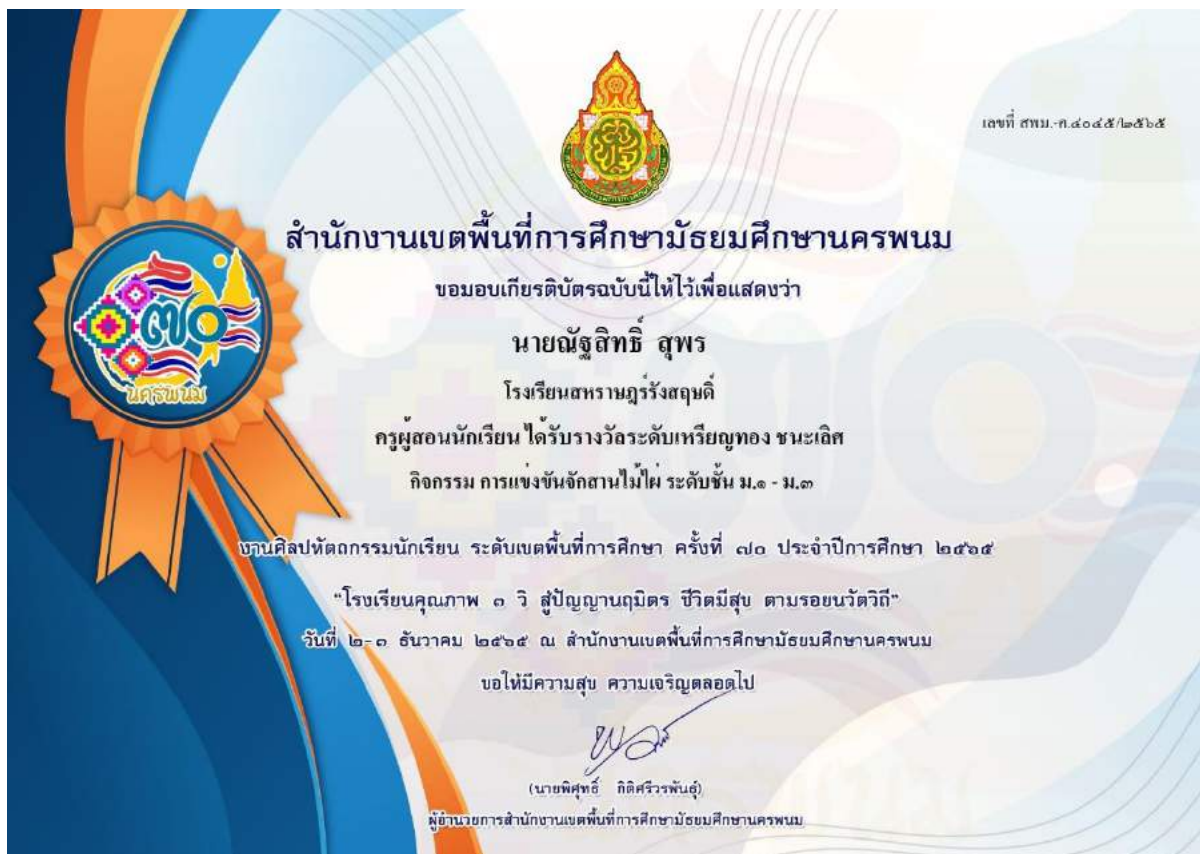 เลขที่ สพม.-ค.๔๐๔๕/๒๕๖๕
สำนักงานเขตพื้นที่การศึกษามัธยมศึกษานครพนม
ขอมอบเกียรติบัตรฉบับนี้ให้ไว้เพื่อแสดงว่า
นายณัฐสิทธิ์ สุพร
โรงเรียนสหราษฎร์รังสฤษดิ์
ครูผู้สอนนักเรียน ได้รับรางวัลระดับเหรียญทอง ชนะเลิศ
กิจกรรม การแข่งขันจักสานไม้ไผ่ ระดับชั้น ม.๑ - ม.๓
๗๐
นครพนม
งานศิลปหัตถกรรมนักเรียน ระดับเขตพื้นที่การศึกษา ครั้งที่ ๗๐ ประจำปีการศึกษา ๒๕๖๕
“โรงเรียนคุณภาพ ๓ วิ สู่ปัญญานฤมิตร ชีวิตมีสุข ตามรอยนวัตวิถี”
วันที่ ๒-๓ ธันวาคม ๒๕๖๕ ณ สำนักงานเขตพื้นที่การศึกษามัธยมศึกษานครพนม
ขอให้มีความสุข ความเจริญตลอดไป
(นายพิศุทธิ์ กิติศรีวรพันธุ์)
ผู้อำนวยการสำนักงานเขตพื้นที่การศึกษามัธยมศึกษานครพนม